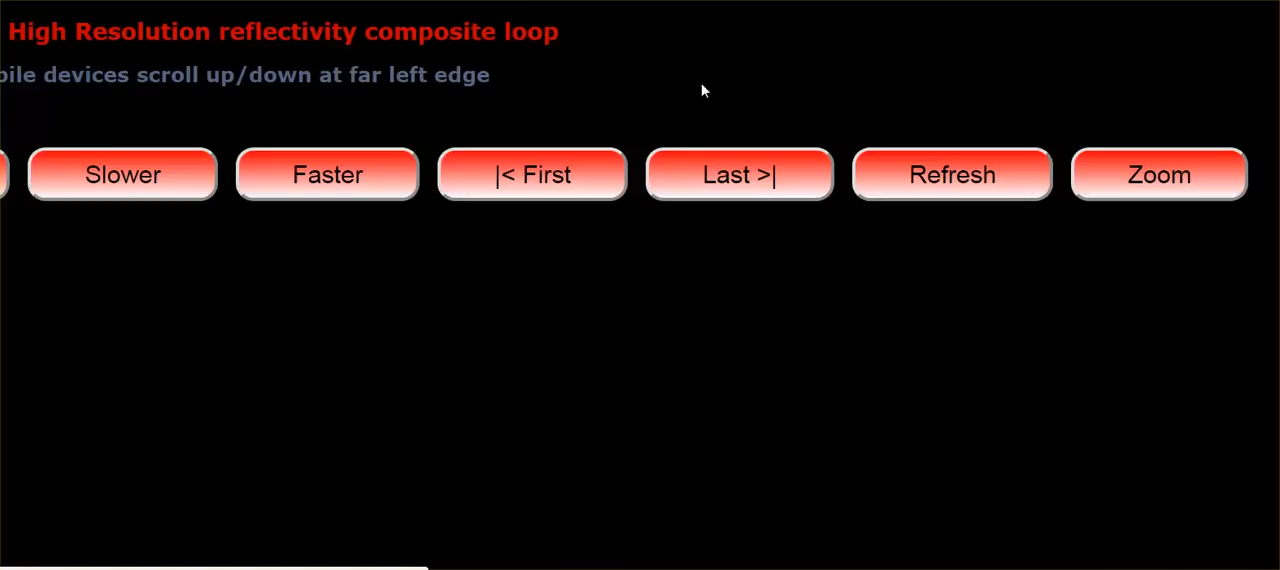 High Resolution reflectivity composite loop
devices scroll up/down at far left edge
Slower Faster |< First Last >| Refresh Zoom